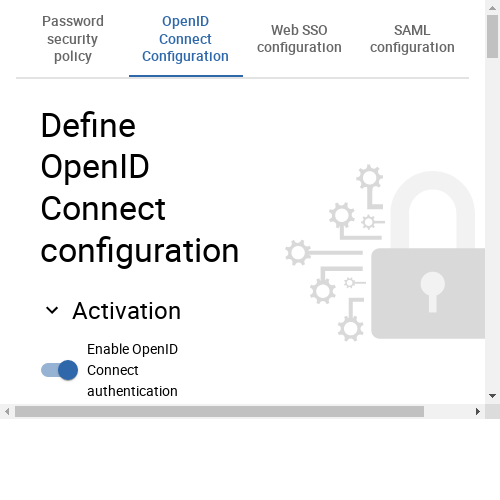 Password
security
policy
OpenID
Connect
Configuration
Web SSO
configuration
SAML
configuration
Define
OpenID
Connect
configuration
Activation
Enable OpenID
Connect
authentication